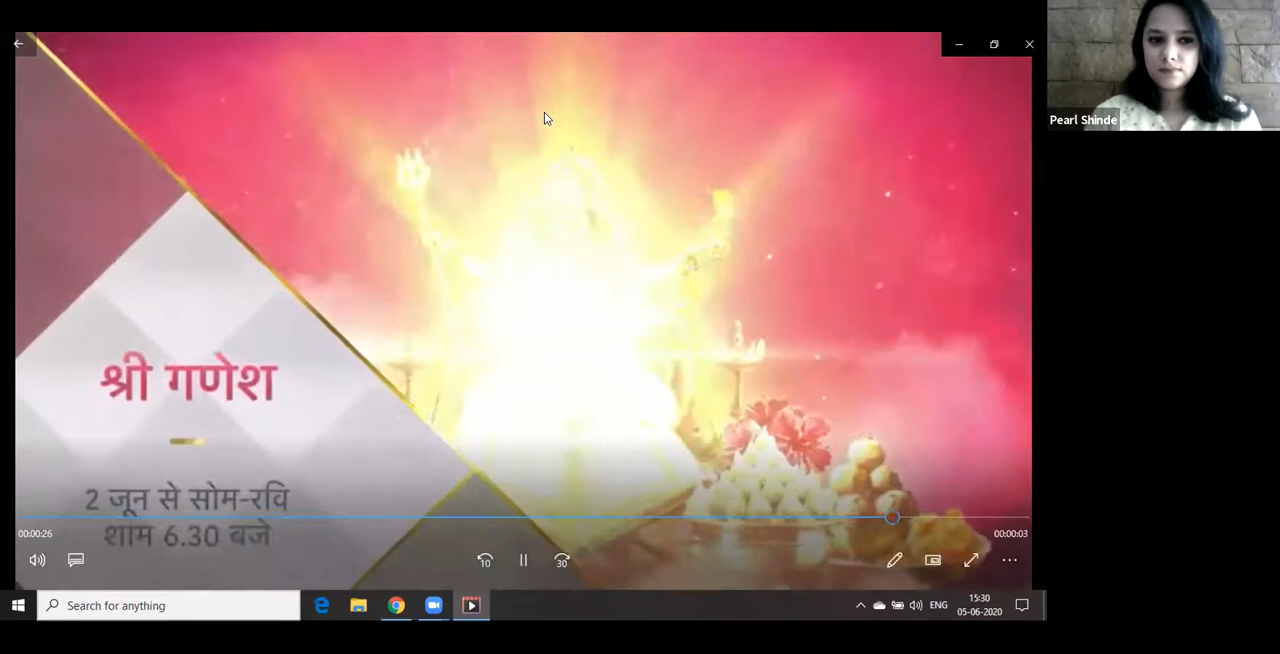 Pearl Shinde
श्री गणेश
2 जून से सोम-रवि
शाम 6.30 बजे
00:00:26
00:00:03
10
30
Search for anything
ENG
15:30
05-06-2020